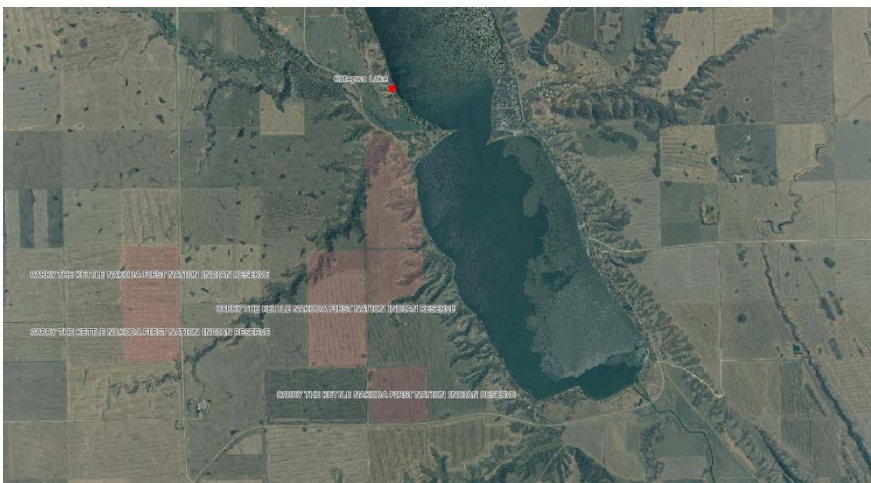 Katepwa Lake
CARRY THE KETTLE NAKODA FIRST NATION INDIAN RESERVE
CARRY THE KETTLE NAKODA FIRST NATION INDIAN RESERVE
CARRY THE KETTLE NAKODA FIRST NATION INDIAN RESERVE
CARRY THE KETTLE NAKODA FIRST NATION INDIAN RESERVE